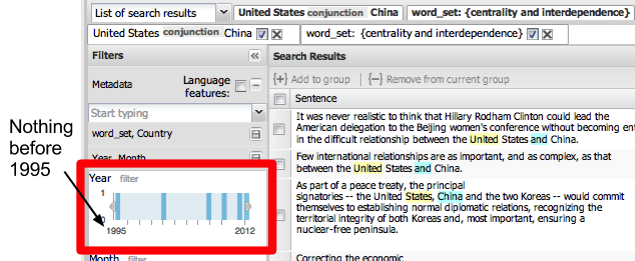 List of search results
United States conjunction China
word_set: {centrality and interdependence}
United States conjunction China
word_set: {centrality and interdependence}
Filters
Metadata
Language
features:
Start typing
word_set, Country
Year, Month
Nothing
before
1995
Year filter
1
0
1995
2012
Month filter
Search Results
{+} Add to group
{−} Remove from current group
Sentence
It was never realistic to think that Hillary Rodham Clinton could lead the
American delegation to the Beijing women's conference without becoming ent
in the difficult relationship between the United States and China.
Few international relationships are as important, and as complex, as that
between the United States and China.
As part of a peace treaty, the principal
signatories -- the United States, China and the two Koreas -- would commit
themselves to establishing normal diplomatic relations, recognizing the
territorial integrity of both Koreas and, most important, ensuring a
nuclear-free peninsula.
Correcting the economic